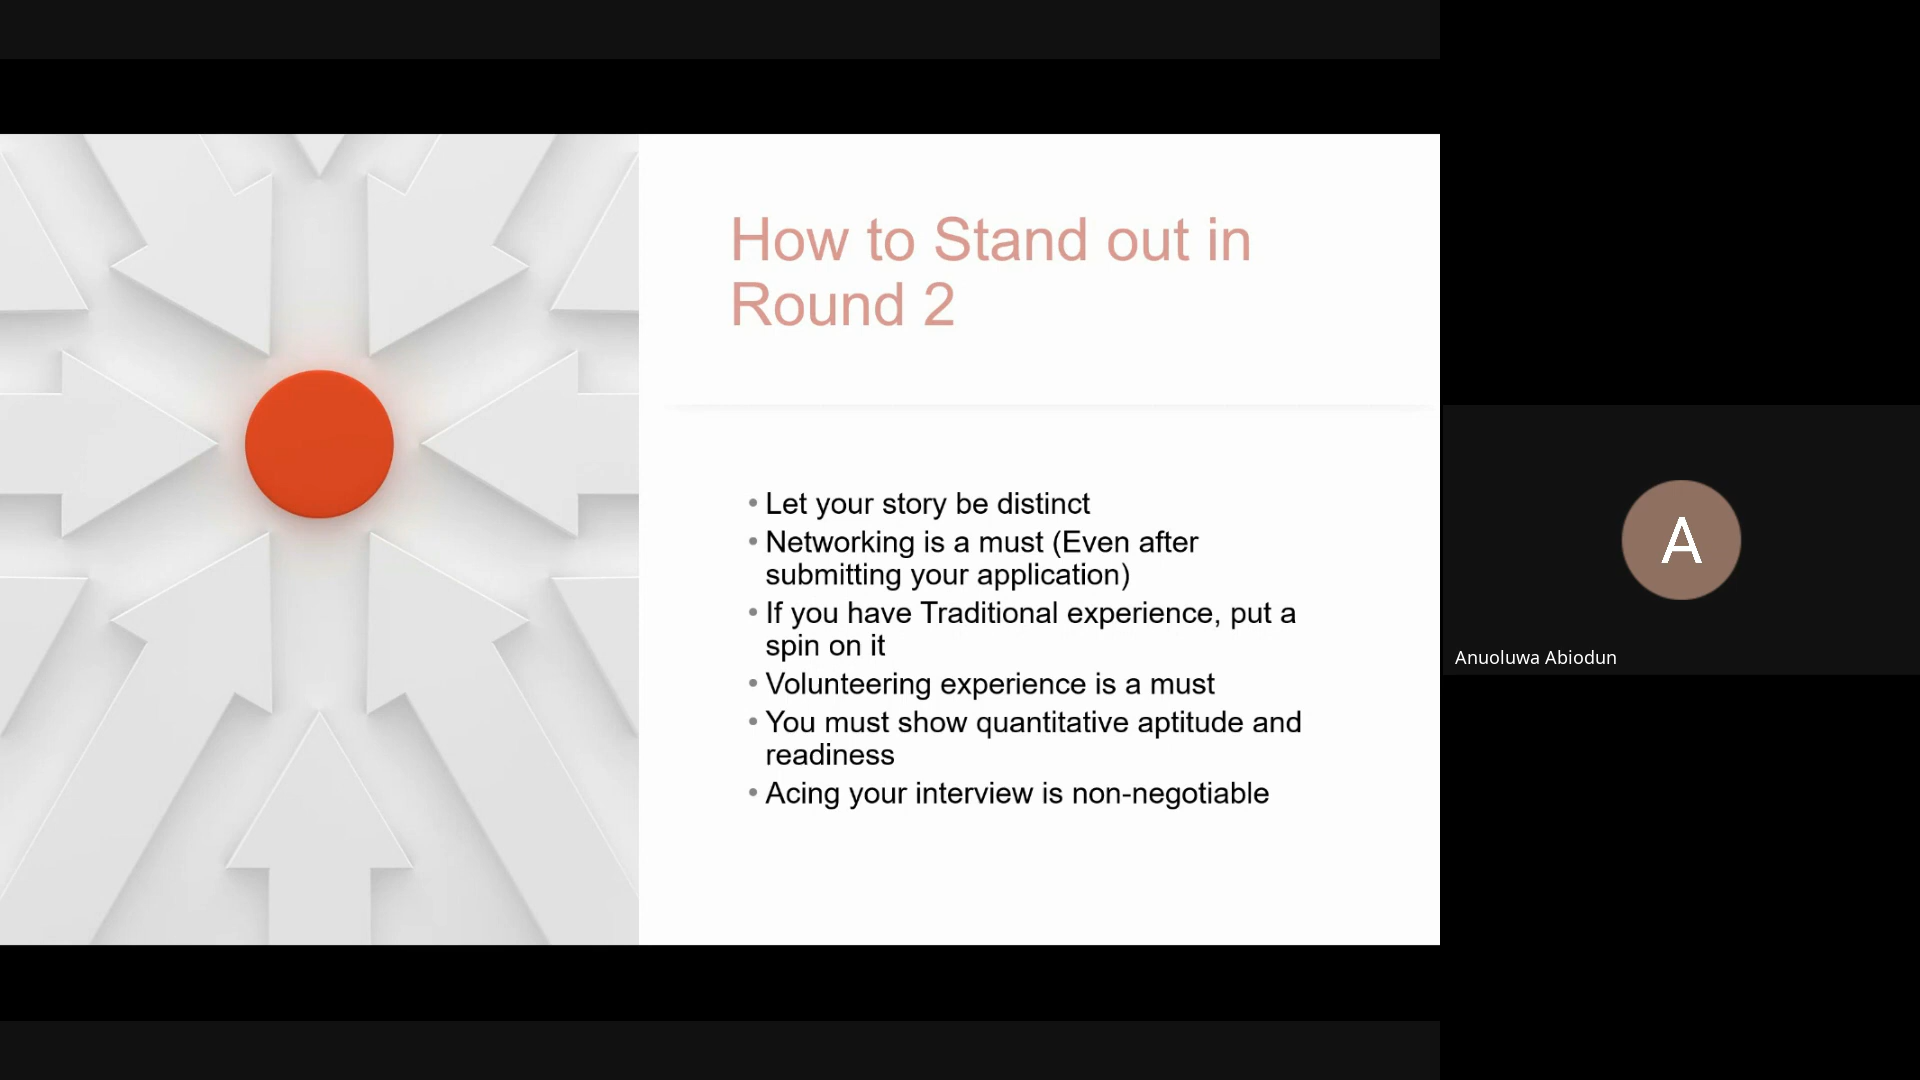 How to Stand out in
Round 2
• Let your story be distinct
• Networking is a must (Even after
submitting your application)
• If you have Traditional experience, put a
spin on it
• Volunteering experience is a must
• You must show quantitative aptitude and
readiness
• Acing your interview is non-negotiable
A
Anuoluwa Abiodun